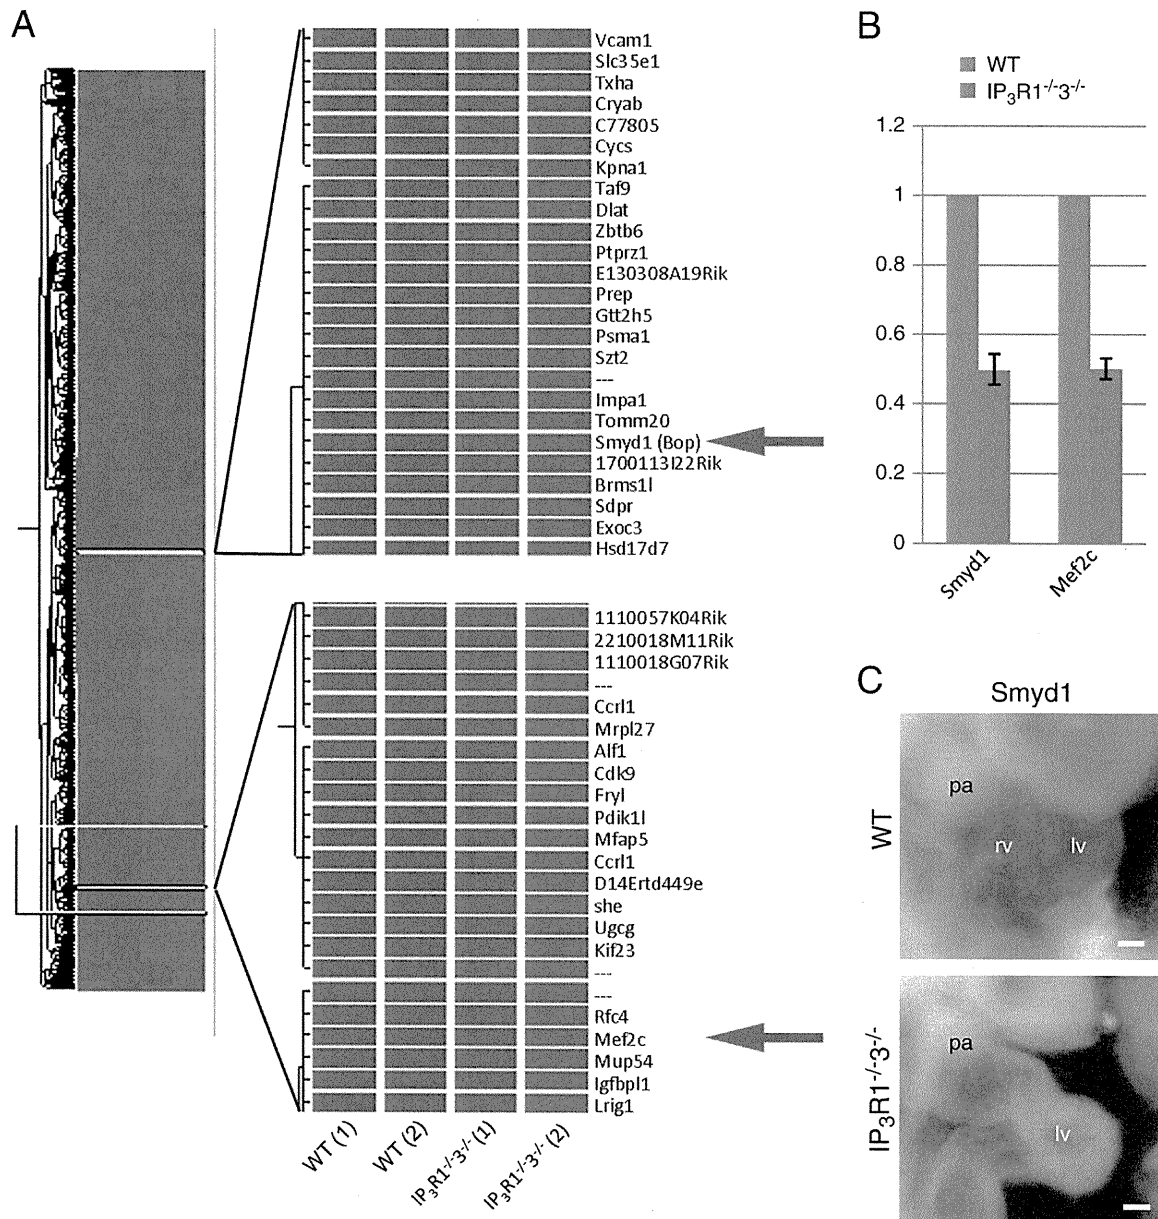 A
Vcam1
Slc35e1
Txha
Cryab
C77805
Cycs
Kpna1
Taf9
Dlat
Zbtb6
Ptprz1
E130308A19Rik
Prep
Gtt2h5
Psma1
Szt2
---
Impa1
Tomm20
Smyd1 (Bop)
1700113I22Rik
Brms1l
Sdpr
Exoc3
Hsd17d7
1110057K04Rik
2210018M11Rik
1110018G07Rik
---
Ccrl1
Mrpl27
Alf1
Cdk9
Fryl
Pdik1l
Mfap5
Ccrl1
D14Ertd449e
she
Ugcg
Kif23
---
---
Rfc4
Mef2c
Mup54
Igfbpl1
Lrig1
WT (1)
WT (2)
IP₃R1⁻/⁻3⁻/⁻ (1)
IP₃R1⁻/⁻3⁻/⁻ (2)
B
WT
IP₃R1⁻/⁻3⁻/⁻
1.2
1
0.8
0.6
0.4
0.2
0
Smyd1
Mef2c
C
Smyd1
WT
pa
rv
lv
IP₃R1⁻/⁻3⁻/⁻
pa
lv